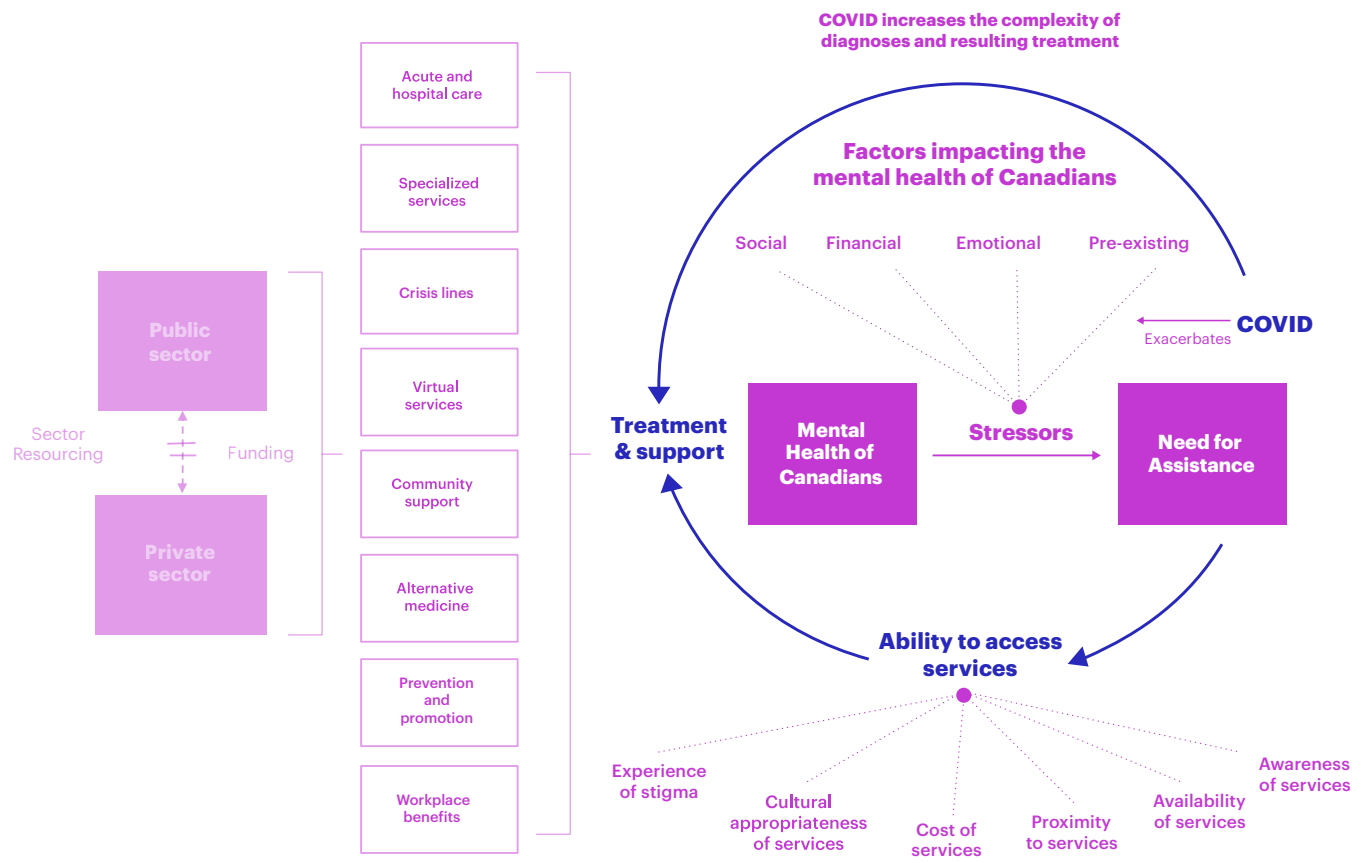 COVID increases the complexity of
diagnoses and resulting treatment
Acute and
hospital care
Specialized
services
Crisis lines
Virtual
services
Community
support
Alternative
medicine
Prevention
and
promotion
Workplace
benefits
Public
sector
Sector
Resourcing
Funding
Private
sector
Factors impacting the
mental health of Canadians
Social
Financial
Emotional
Pre-existing
COVID
Exacerbates
Treatment
& support
Mental
Health of
Canadians
Stressors
Need for
Assistance
Ability to access
services
Experience
of stigma
Cultural
appropriateness
of services
Cost of
services
Proximity
to services
Availability
of services
Awareness
of services